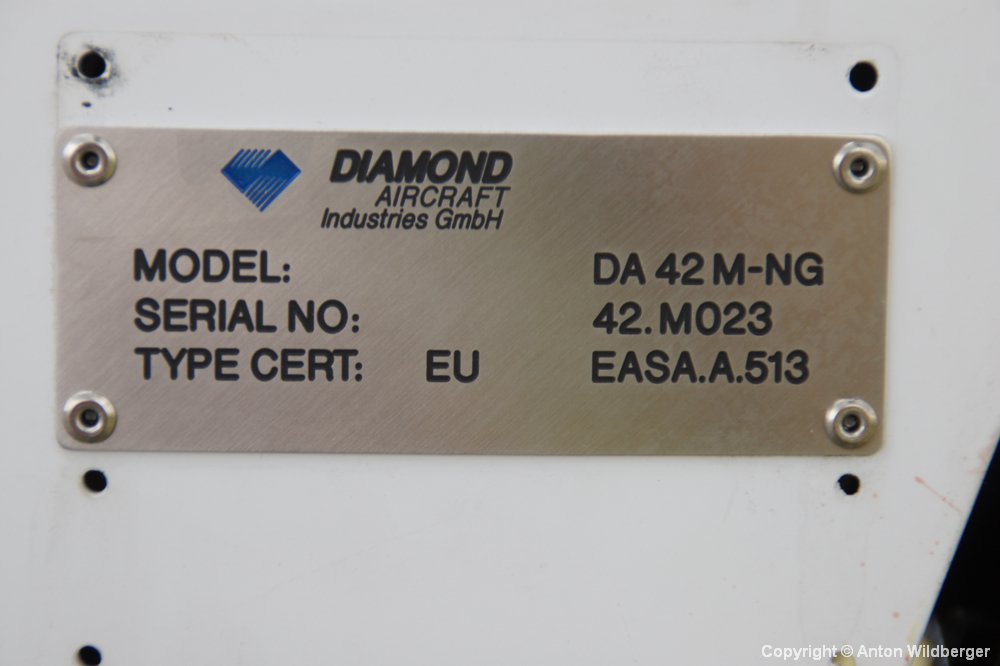 DIAMOND
AIRCRAFT
Industries GmbH
MODEL: DA 42 M-NG
SERIAL NO: 42.M023
TYPE CERT: EU EASA.A.513
Copyright © Anton Wildberger